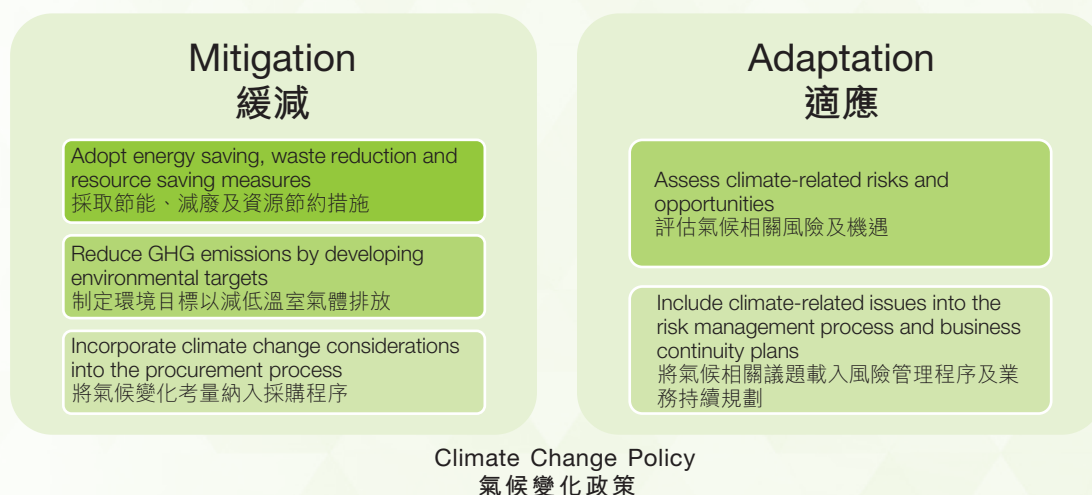 Mitigation
緩減
Adopt energy saving, waste reduction and
resource saving measures
採取節能、減廢及資源節約措施
Reduce GHG emissions by developing
environmental targets
制定環境目標以減低溫室氣體排放
Incorporate climate change considerations
into the procurement process
將氣候變化考量納入採購程序
Adaptation
適應
Assess climate-related risks and
opportunities
評估氣候相關風險及機遇
Include climate-related issues into the
risk management process and business
continuity plans
將氣候相關議題載入風險管理程序及業
務持續規劃
Climate Change Policy
氣候變化政策